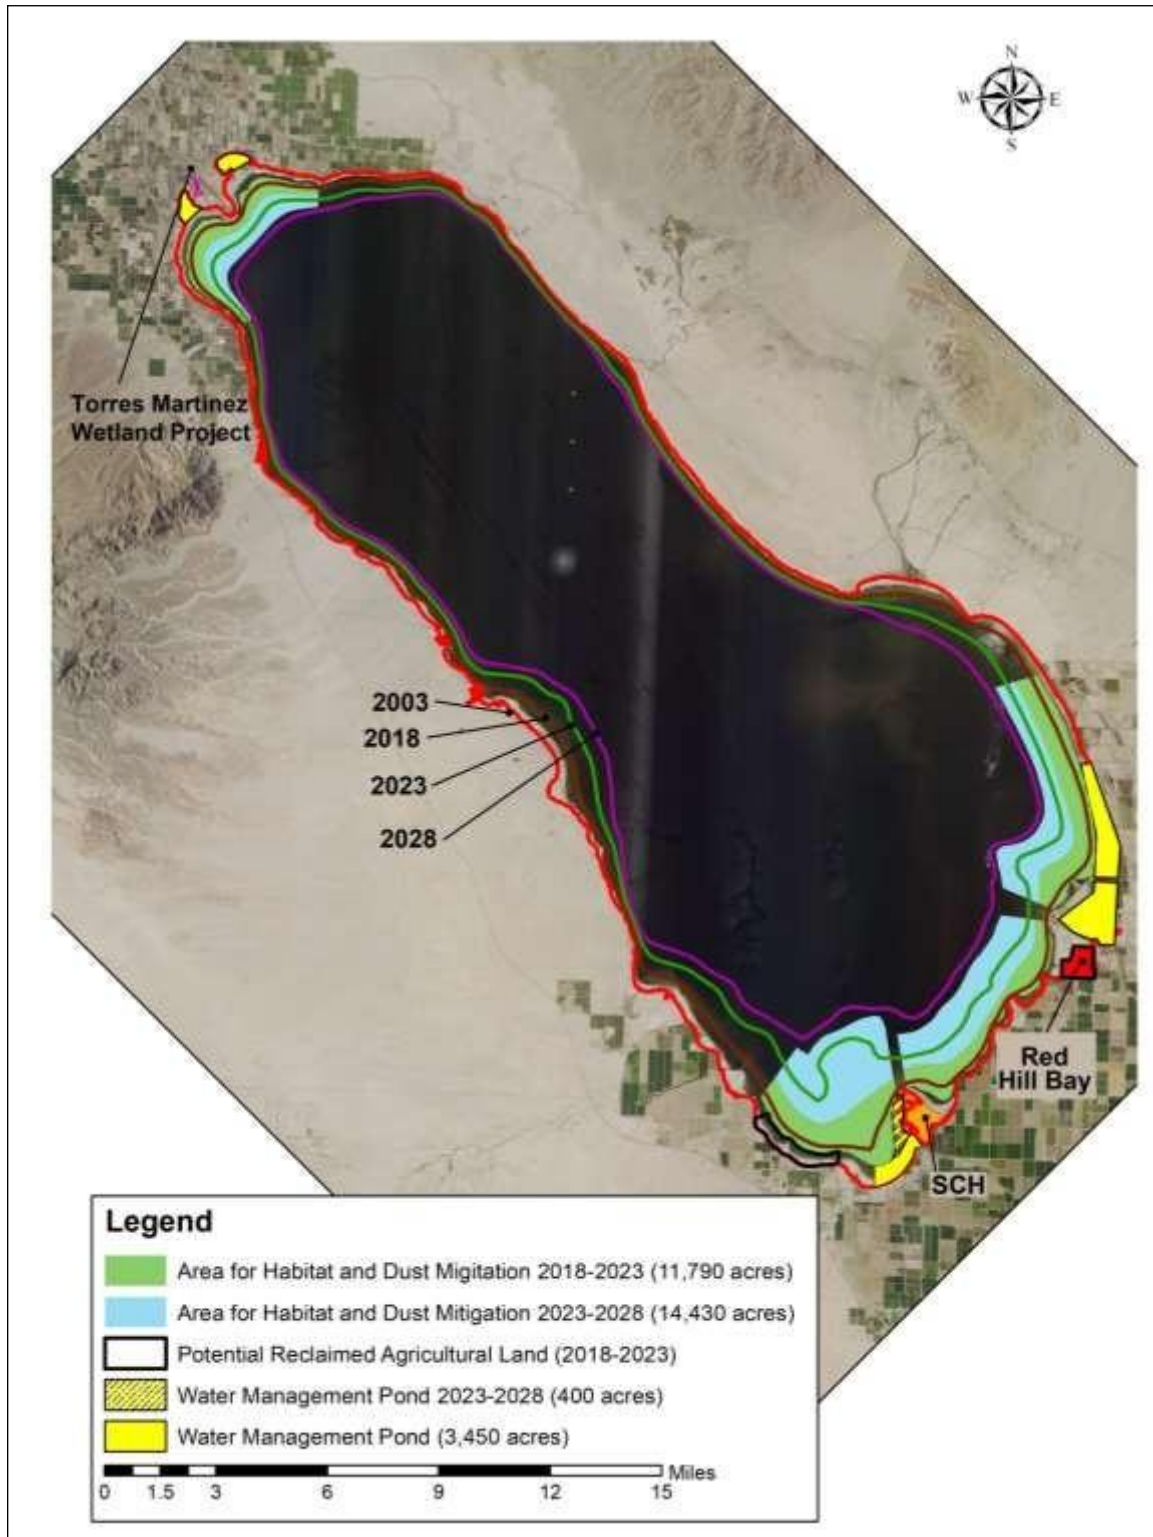 N
W E
S
Torres Martinez
Wetland Project
2003
2018
2023
2028
Red
Hill Bay
SCH
Legend
Area for Habitat and Dust Migitation 2018-2023 (11,790 acres)
Area for Habitat and Dust Mitigation 2023-2028 (14,430 acres)
Potential Reclaimed Agricultural Land (2018-2023)
Water Management Pond 2023-2028 (400 acres)
Water Management Pond (3,450 acres)
Miles
0 1.5 3 6 9 12 15